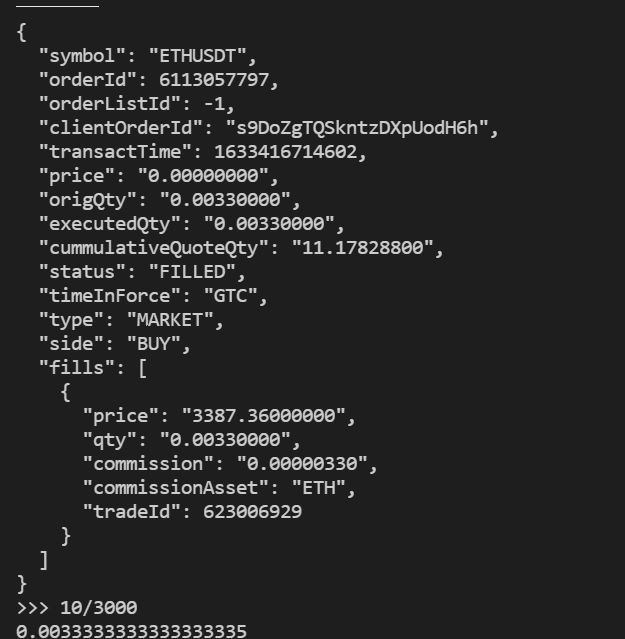 {
  "symbol": "ETHUSDT",
  "orderId": 6113057797,
  "orderListId": -1,
  "clientOrderId": "s9DoZgTQSkntzDXpUodH6h",
  "transactTime": 1633416714602,
  "price": "0.00000000",
  "origQty": "0.00330000",
  "executedQty": "0.00330000",
  "cummulativeQuoteQty": "11.17828800",
  "status": "FILLED",
  "timeInForce": "GTC",
  "type": "MARKET",
  "side": "BUY",
  "fills": [
    {
      "price": "3387.36000000",
      "qty": "0.00330000",
      "commission": "0.00000330",
      "commissionAsset": "ETH",
      "tradeId": 623006929
    }
  ]
}
>>> 10/3000
0.0033333333333333335